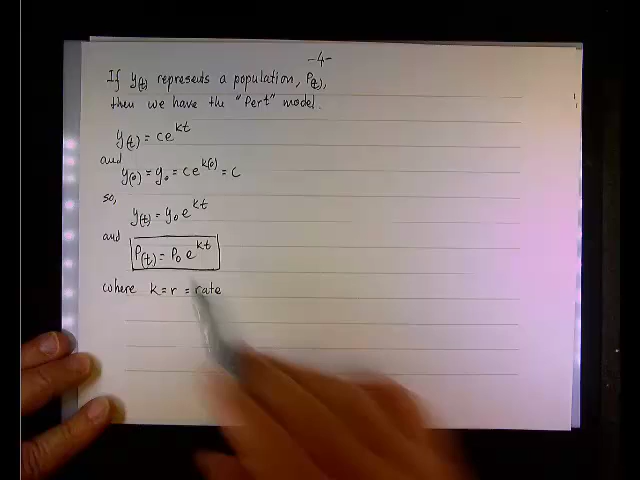 -4-
If y(t) represents a population, P(t),
then we have the "Pert" model.
y(t) = ce^kt
and
y(0) = y₀ = ce^k(0) = c
so,
y(t) = y₀ e^kt
and
P(t) = P₀ e^kt
where k = r = rate